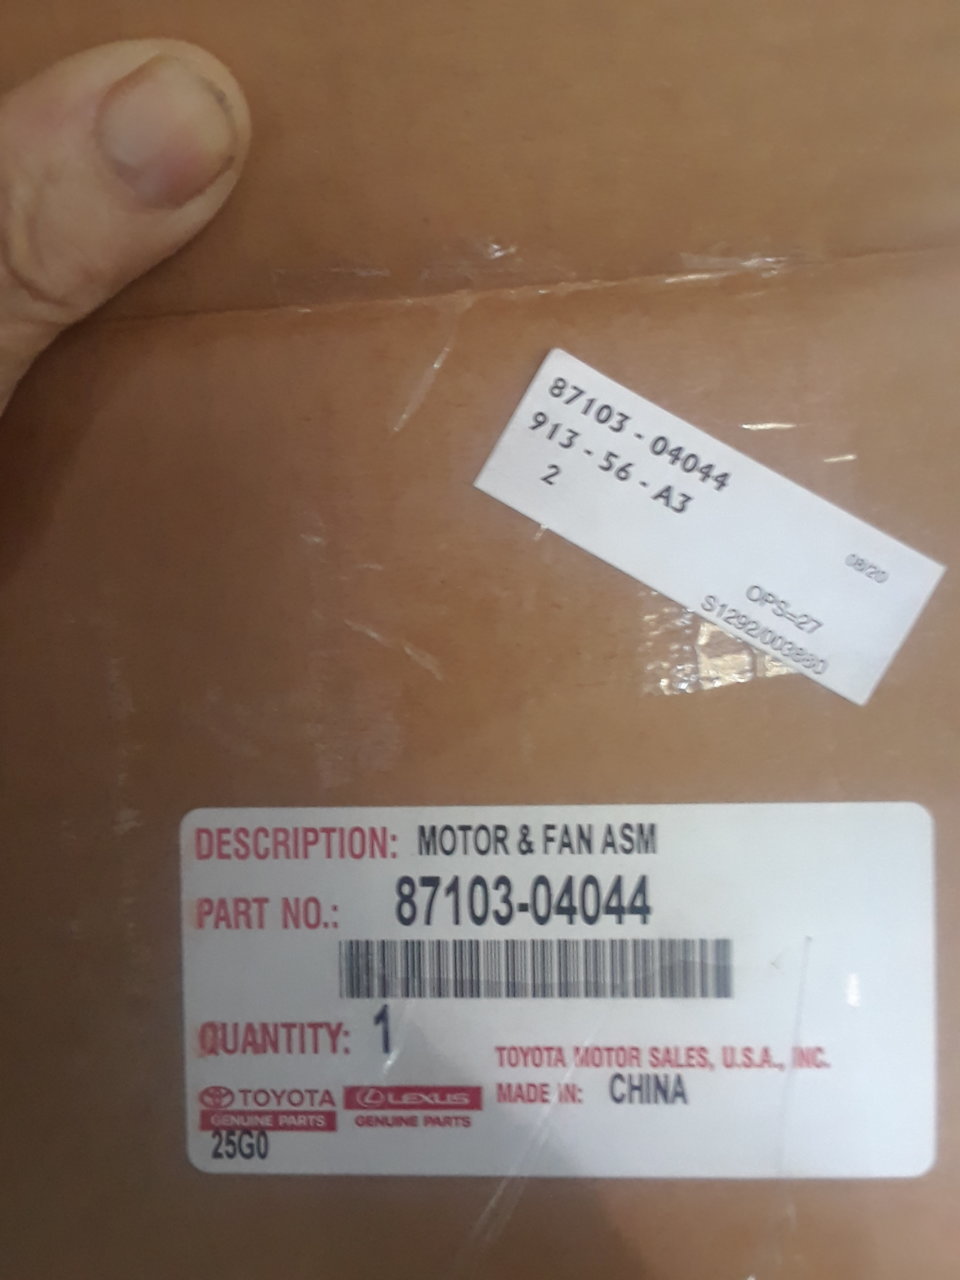 87103 - 04044
913 - 56 - A3
2
08/20
OPS=27
S1292/003880
DESCRIPTION: MOTOR & FAN ASM
PART NO.: 87103-04044
QUANTITY: 1
TOYOTA MOTOR SALES, U.S.A., INC.
MADE IN: CHINA
TOYOTA
GENUINE PARTS
LEXUS
GENUINE PARTS
25G0